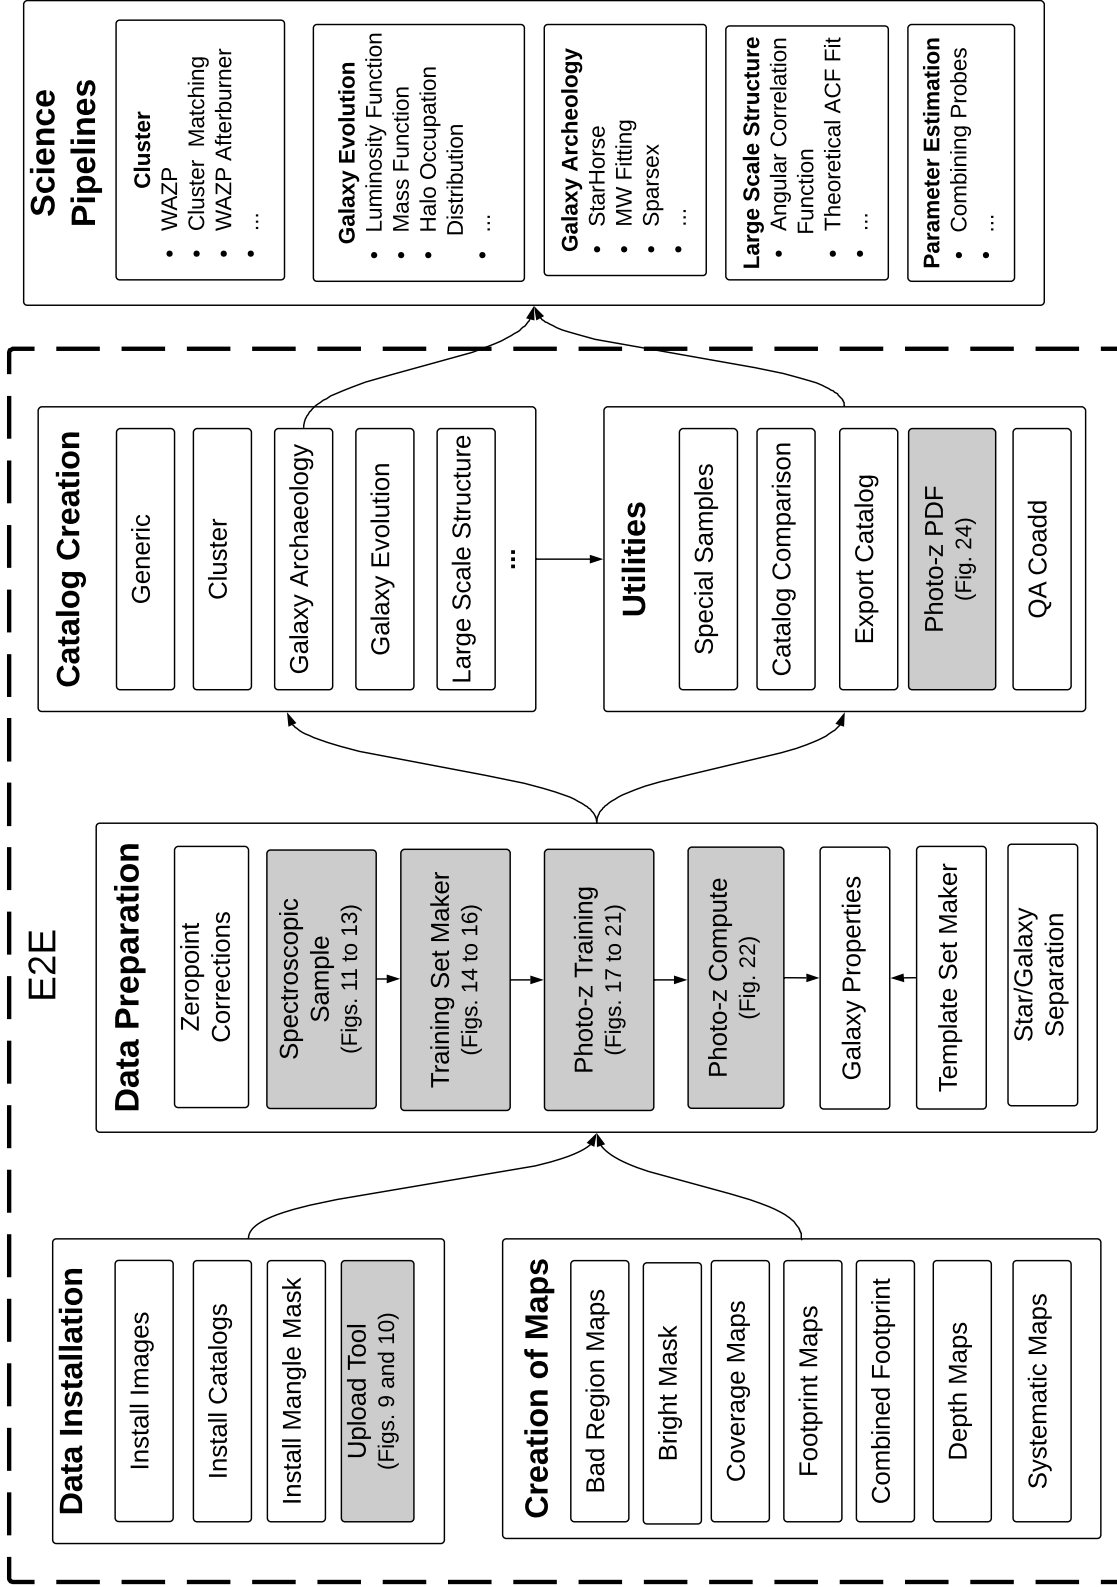 E2E
Data Installation
Install Images
Install Catalogs
Install Mangle Mask
Upload Tool
(Figs. 9 and 10)
Creation of Maps
Bad Region Maps
Bright Mask
Coverage Maps
Footprint Maps
Combined Footprint
Depth Maps
Systematic Maps
Data Preparation
Zeropoint
Corrections
Spectroscopic
Sample
(Figs. 11 to 13)
Training Set Maker
(Figs. 14 to 16)
Photo-z Training
(Figs. 17 to 21)
Photo-z Compute
(Fig. 22)
Galaxy Properties
Template Set Maker
Star/Galaxy
Separation
Catalog Creation
Generic
Cluster
Galaxy Archaeology
Galaxy Evolution
Large Scale Structure
...
Utilities
Special Samples
Catalog Comparison
Export Catalog
Photo-z PDF
(Fig. 24)
QA Coadd
Science
Pipelines
Cluster
• WAZP
• Cluster Matching
• WAZP Afterburner
• ...
Galaxy Evolution
• Luminosity Function
• Mass Function
• Halo Occupation
Distribution
• ...
Galaxy Archeology
• StarHorse
• MW Fitting
• Sparsex
• ...
Large Scale Structure
• Angular Correlation
Function
• Theoretical ACF Fit
• ...
Parameter Estimation
• Combining Probes
• ...